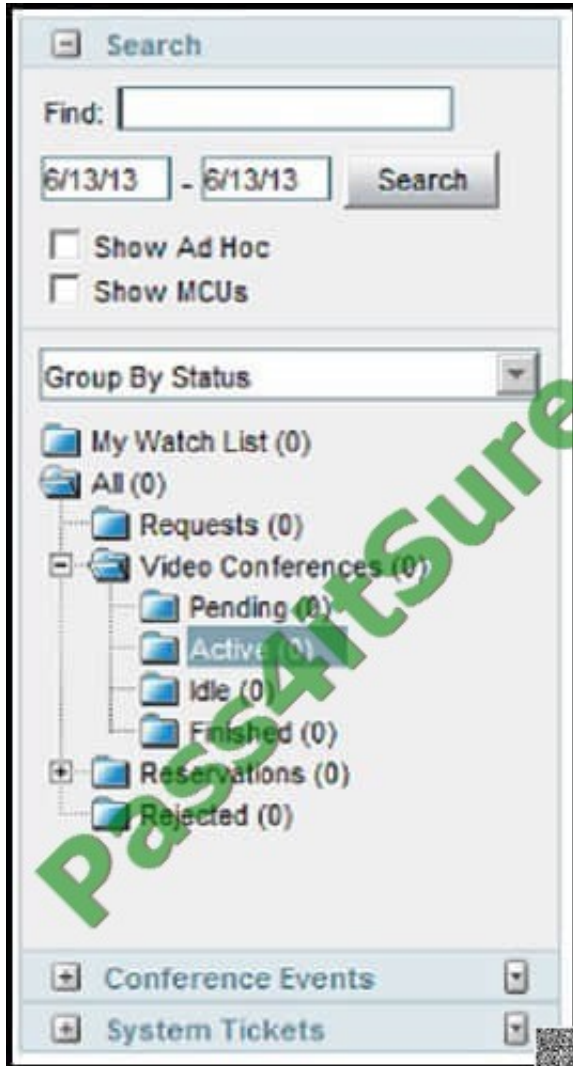 Search
Find:
6/13/13 - 6/13/13 Search
Show Ad Hoc
Show MCUs
Group By Status
My Watch List (0)
All (0)
Requests (0)
Video Conferences (0)
Pending (0)
Active (0)
Idle (0)
Finished (0)
Reservations (0)
Rejected (0)
Conference Events
System Tickets
Pass4itSure